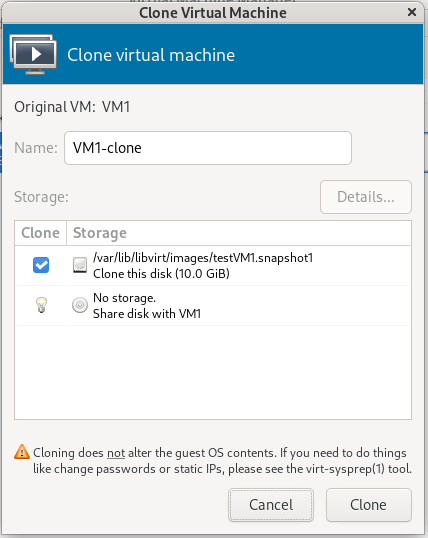 Clone Virtual Machine
Clone virtual machine
Original VM: VM1
Name: VM1-clone
Storage:
Details...
Clone Storage
/var/lib/libvirt/images/testVM1.snapshot1
Clone this disk (10.0 GiB)
No storage.
Share disk with VM1
Cloning does not alter the guest OS contents. If you need to do things
like change passwords or static IPs, please see the virt-sysprep(1) tool.
Cancel Clone